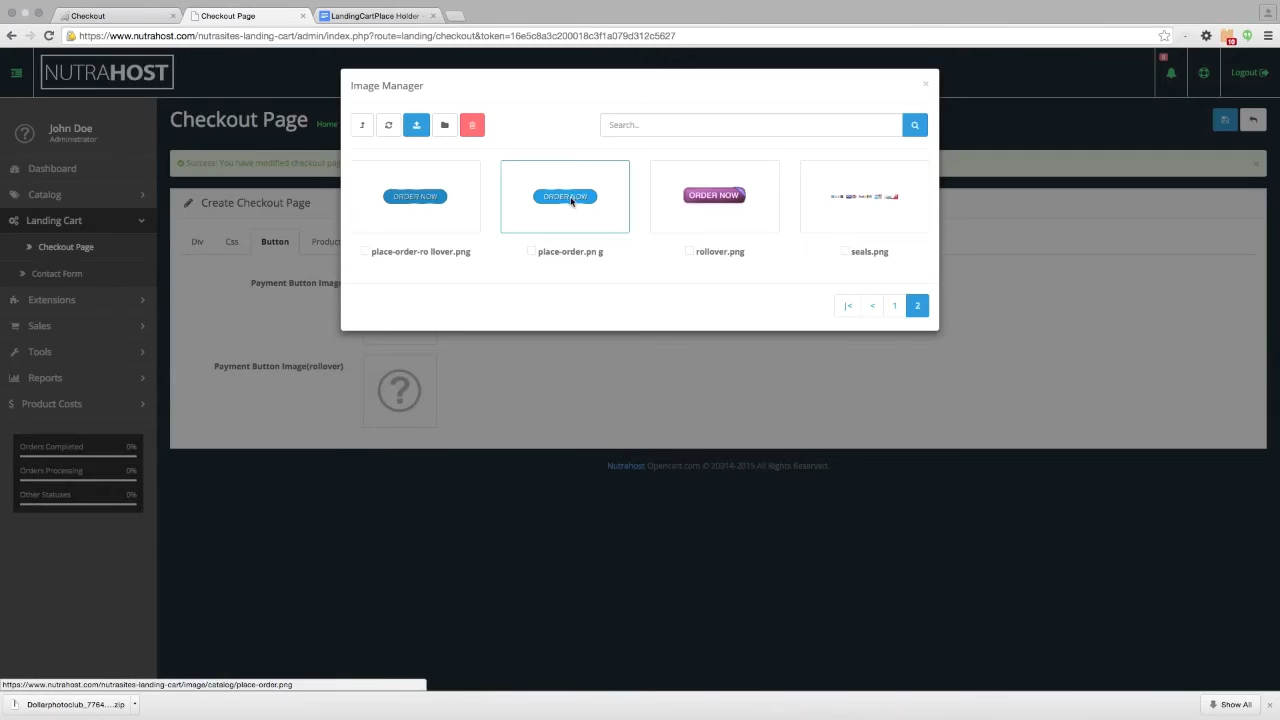 Checkout
Checkout Page
LandingCartPlace Holder -
https://www.nutrahost.com/nutrasites-landing-cart/admin/index.php?route=landing/checkout&token=16e5c8a3c200018c3f1a079d312c5627
10
NUTRAHOST
0
Logout
John Doe
Administrator
Checkout Page
Home
Success: You have modified checkout pag
Create Checkout Page
Div
Css
Button
Product
Payment Button Imag
Payment Button Image(rollover)
Dashboard
Catalog
Landing Cart
Checkout Page
Contact Form
Extensions
Sales
Tools
Reports
Product Costs
Orders Completed 0%
Orders Processing 0%
Other Statuses 0%
Image Manager
Search..
ORDER NOW
ORDER NOW
ORDER NOW
place-order-ro llover.png
place-order.pn g
rollover.png
seals.png
|<
<
1
2
Nutrahost Opencart.com © 20014-2015 All Rights Reserved.
https://www.nutrahost.com/nutrasites-landing-cart/image/catalog/place-order.png
Dollarphotoclub_7764....zip
Show All